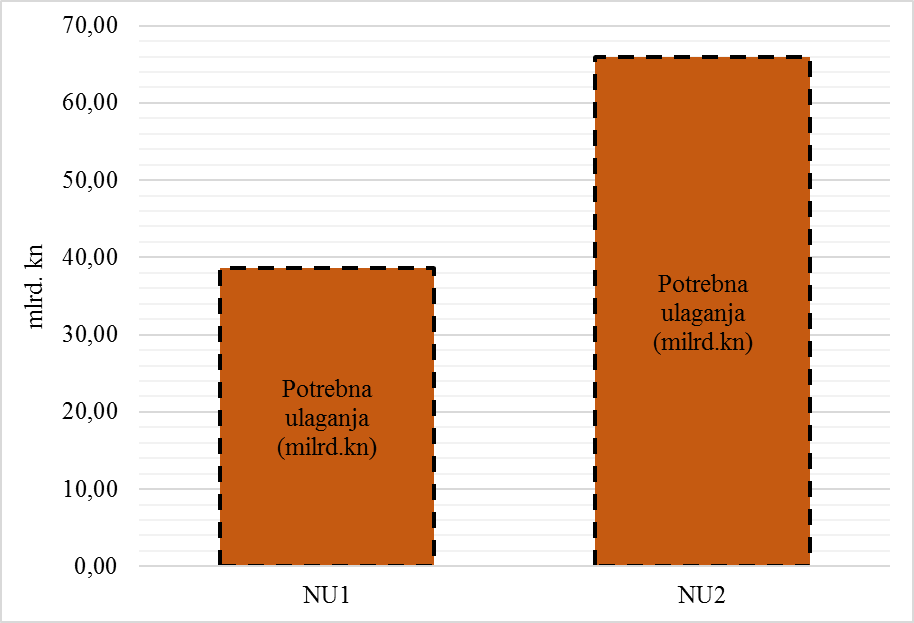 70,00
60,00
50,00
40,00
30,00
20,00
10,00
0,00
mlrd. kn
Potrebna
ulaganja
(milrd.kn)
Potrebna
ulaganja
(milrd.kn)
NU1
NU2